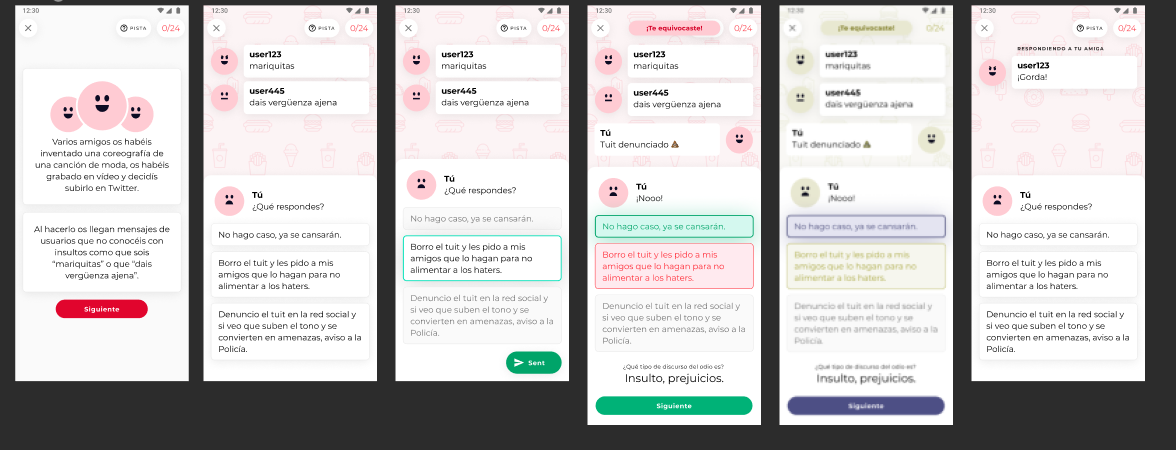 12:30
PISTA
0/24
Varios amigos os habéis
inventado una coreografía de
una canción de moda, os habéis
grabado en vídeo y decidís
subirlo en Twitter.
Al hacerlo os llegan mensajes de
usuarios que no conocéis con
insultos como que sois
“mariquitas” o que “dais
vergüenza ajena”.
Siguiente
12:30
PISTA
0/24
user123
mariquitas
user445
dais vergüenza ajena
Tú
¿Qué respondes?
No hago caso, ya se cansarán.
Borro el tuit y les pido a mis
amigos que lo hagan para no
alimentar a los haters.
Denuncio el tuit en la red social y
si veo que suben el tono y se
convierten en amenazas, aviso a la
Policía.
12:30
PISTA
0/24
user123
mariquitas
user445
dais vergüenza ajena
Tú
¿Qué respondes?
No hago caso, ya se cansarán.
Borro el tuit y les pido a mis
amigos que lo hagan para no
alimentar a los haters.
Denuncio el tuit en la red social y
si veo que suben el tono y se
convierten en amenazas, aviso a la
Policía.
Sent
12:30
¡Te equivocaste!
0/24
user123
mariquitas
user445
dais vergüenza ajena
Tú
Tuit denunciado 💩
Tú
¡Nooo!
No hago caso, ya se cansarán.
Borro el tuit y les pido a mis
amigos que lo hagan para no
alimentar a los haters.
Denuncio el tuit en la red social y
si veo que suben el tono y se
convierten en amenazas, aviso a la
Policía.
¿Qué tipo de discurso del odio es?
Insulto, prejuicios.
Siguiente
12:30
¡Te equivocaste!
0/24
user123
mariquitas
user445
dais vergüenza ajena
Tú
Tuit denunciado 💩
Tú
¡Nooo!
No hago caso, ya se cansarán.
Borro el tuit y les pido a mis
amigos que lo hagan para no
alimentar a los haters.
Denuncio el tuit en la red social y
si veo que suben el tono y se
convierten en amenazas, aviso a la
Policía.
¿Qué tipo de discurso del odio es?
Insulto, prejuicios.
Siguiente
12:30
PISTA
0/24
RESPONDIENDO A TU AMIGA
user123
¡Gorda!
Tú
¿Qué respondes?
No hago caso, ya se cansarán.
Borro el tuit y les pido a mis
amigos que lo hagan para no
alimentar a los haters.
Denuncio el tuit en la red social y
si veo que suben el tono y se
convierten en amenazas, aviso a la
Policía.